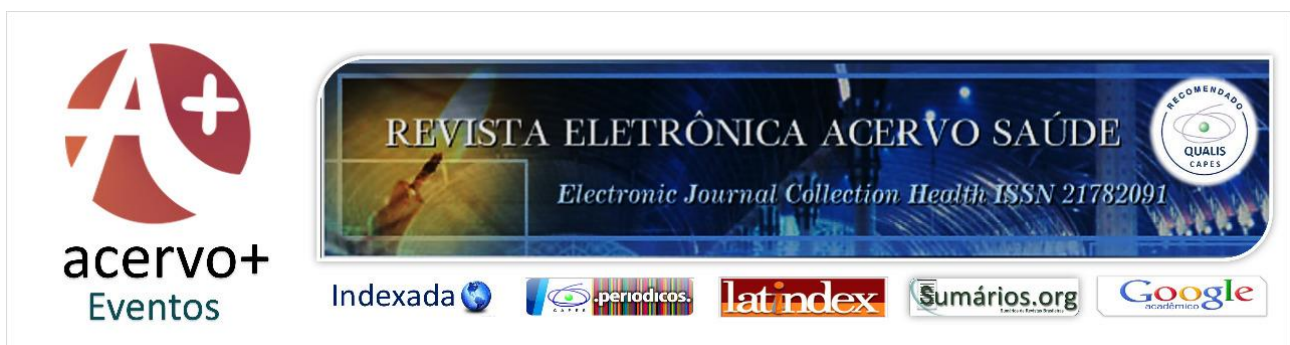 A+
acervo+
Eventos
REVISTA ELETRÔNICA ACERVO SAÚDE
Electronic Journal Collection Health ISSN 21782091
RECOMENDADO
QUALIS
CAPES
Indexada
CAPES
.periodicos.
latindex
Sumários.org
Google
acadêmico